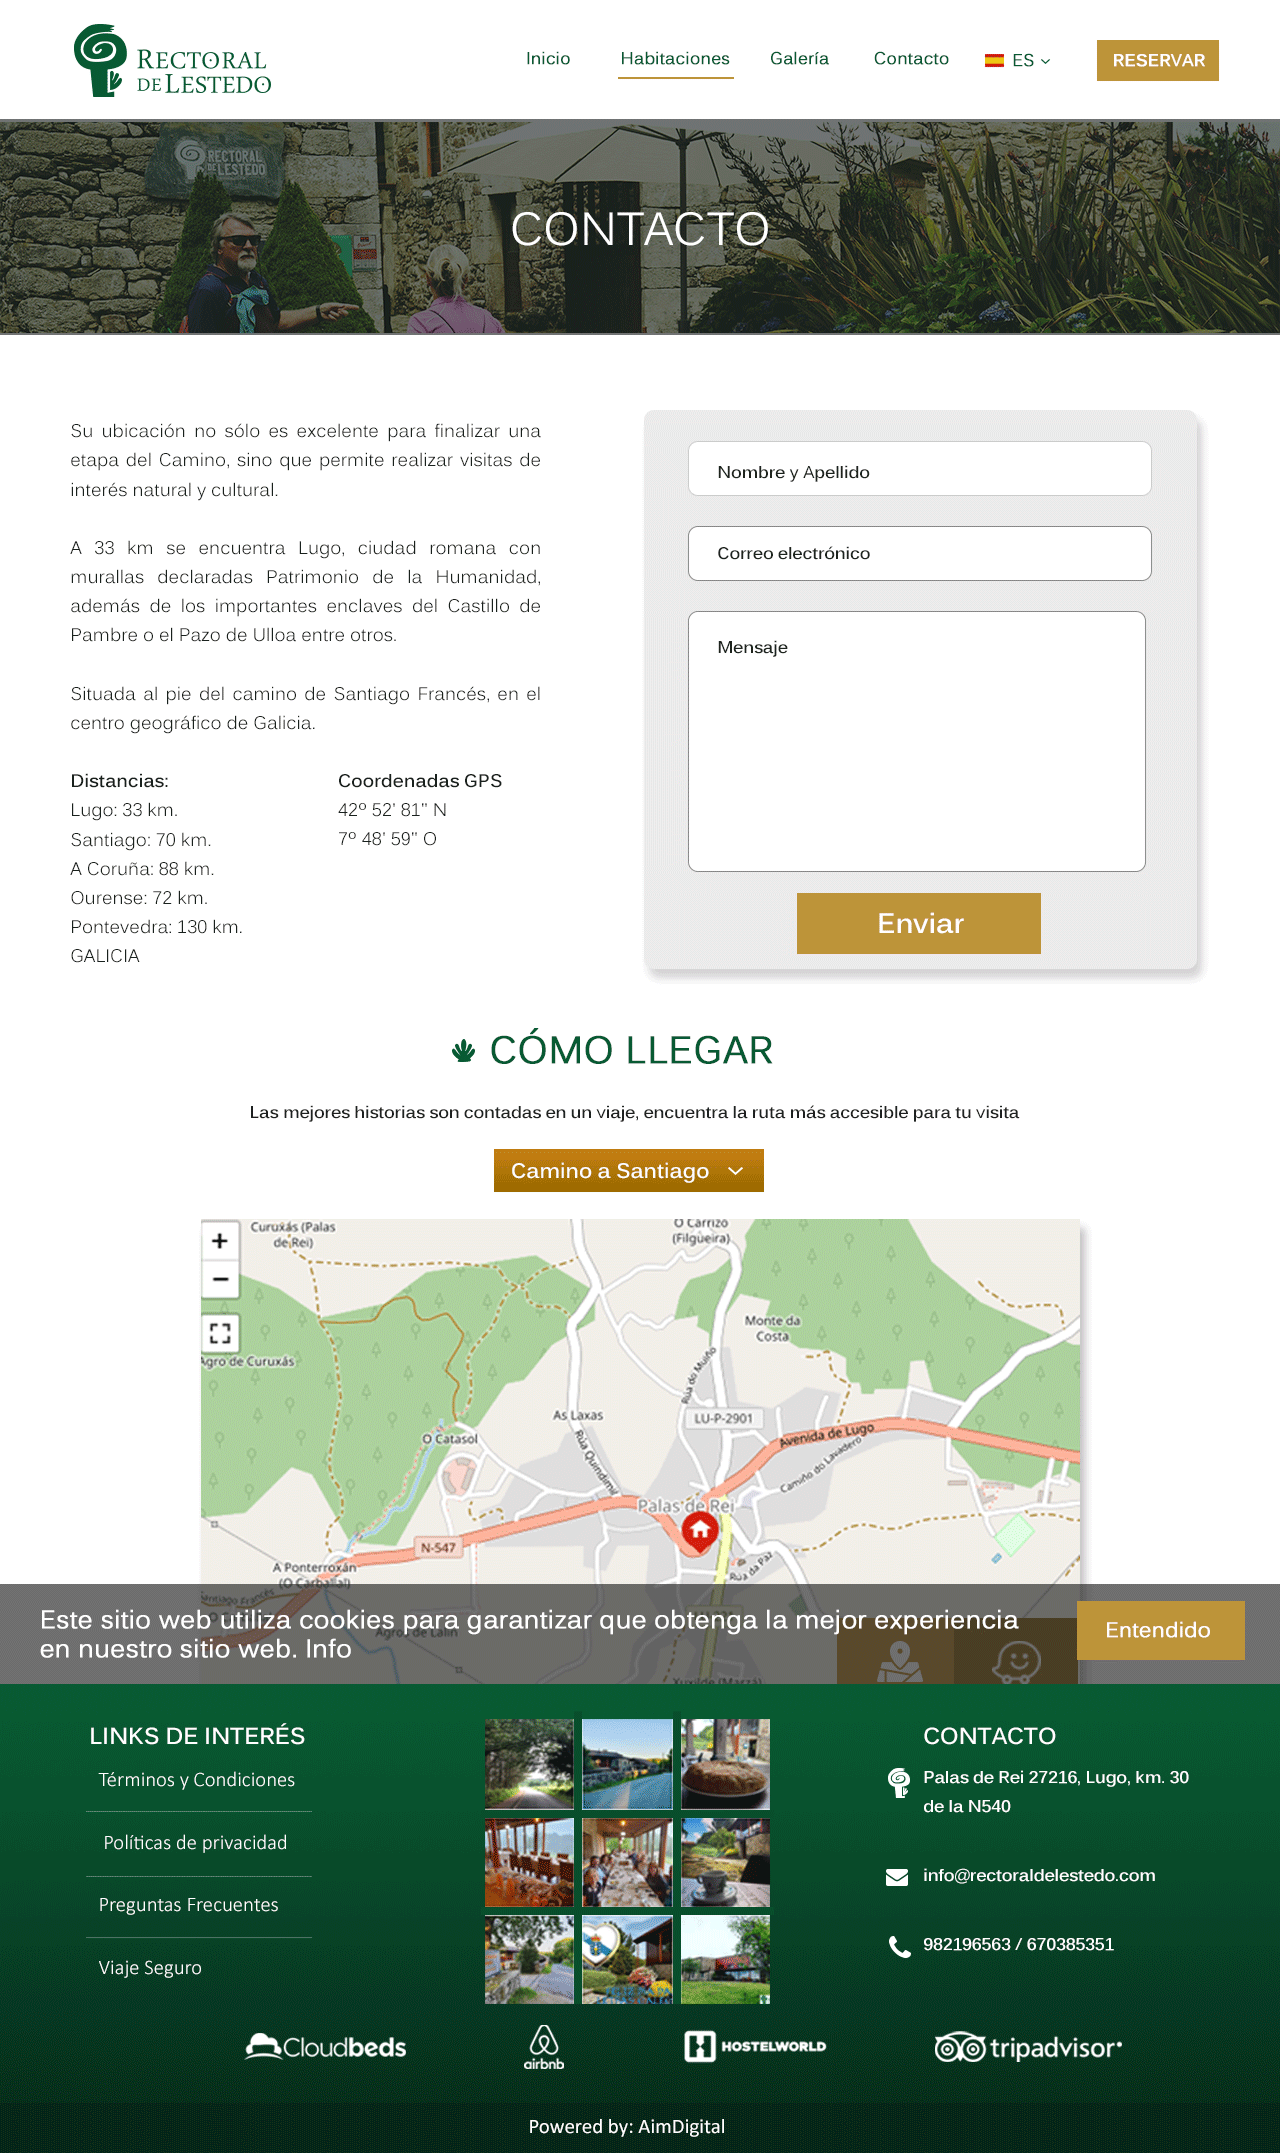 RECTORAL
DE LESTEDO
Inicio
Habitaciones
Galería
Contacto
ES
RESERVAR
RECTORAL
DE LESTEDO
CONTACTO
Su ubicación no sólo es excelente para finalizar una
etapa del Camino, sino que permite realizar visitas de
interés natural y cultural.
A 33 km se encuentra Lugo, ciudad romana con
murallas declaradas Patrimonio de la Humanidad,
además de los importantes enclaves del Castillo de
Pambre o el Pazo de Ulloa entre otros.
Situada al pie del camino de Santiago Francés, en el
centro geográfico de Galicia.
Distancias:
Lugo: 33 km.
Santiago: 70 km.
A Coruña: 88 km.
Ourense: 72 km.
Pontevedra: 130 km.
GALICIA
Coordenadas GPS
42º 52' 81" N
7º 48' 59" O
Nombre y Apellido
Correo electrónico
Mensaje
Enviar
CÓMO LLEGAR
Las mejores historias son contadas en un viaje, encuentra la ruta más accesible para tu visita
Camino a Santiago
+
−
Curuxás (Palas
de Rei)
O Carrizo
(Filgueira)
Agro de Curuxás
Monte da
Costa
Rúa do Muíño
As Laxas
LU-P-2901
Avenida de Lugo
O Catasol
Rúa Quindimil
Camiño do Lavadero
Palas de Rei
N-547
A Ponterroxán
(O Carballal)
Rúa da Paz
Santiago Francés
Agro de Lalín
Xuxide (Marzá)
Este sitio web utiliza cookies para garantizar que obtenga la mejor experiencia
en nuestro sitio web. Info
Entendido
LINKS DE INTERÉS
Términos y Condiciones
Políticas de privacidad
Preguntas Frecuentes
Viaje Seguro
CONTACTO
Palas de Rei 27216, Lugo, km. 30
de la N540
info@rectoraldelestedo.com
982196563 / 670385351
Cloudbeds
airbnb
HOSTELWORLD
tripadvisor
Powered by: AimDigital